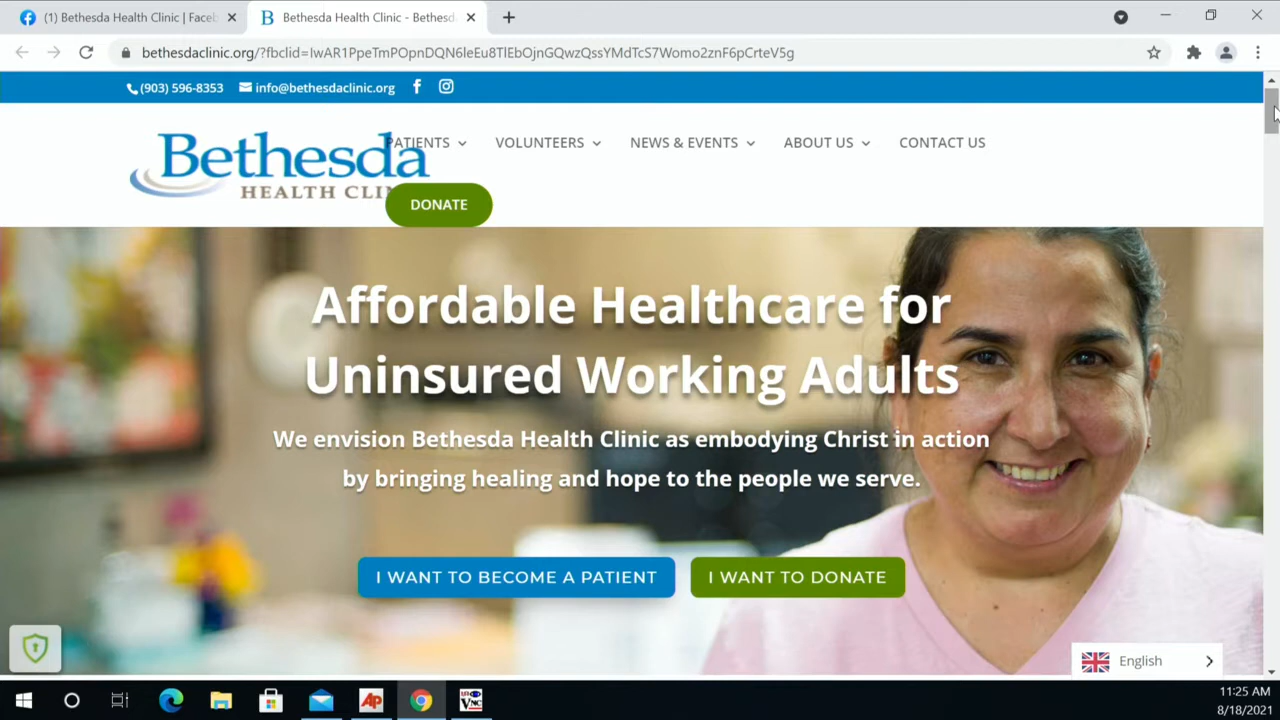 (1) Bethesda Health Clinic | Faceb
Bethesda Health Clinic - Bethesd
bethesdaclinic.org/?fbclid=IwAR1PpeTmPOpnDQN6leEu8TlEbOjnGQwzQssYMdTcS7Womo2znF6pCrteV5g
(903) 596-8353 info@bethesdaclinic.org
Bethesda
HEALTH CLIN
PATIENTS VOLUNTEERS NEWS & EVENTS ABOUT US CONTACT US
DONATE
Affordable Healthcare for
Uninsured Working Adults
We envision Bethesda Health Clinic as embodying Christ in action
by bringing healing and hope to the people we serve.
I WANT TO BECOME A PATIENT I WANT TO DONATE
English
AP
VNC
11:25 AM
8/18/2021